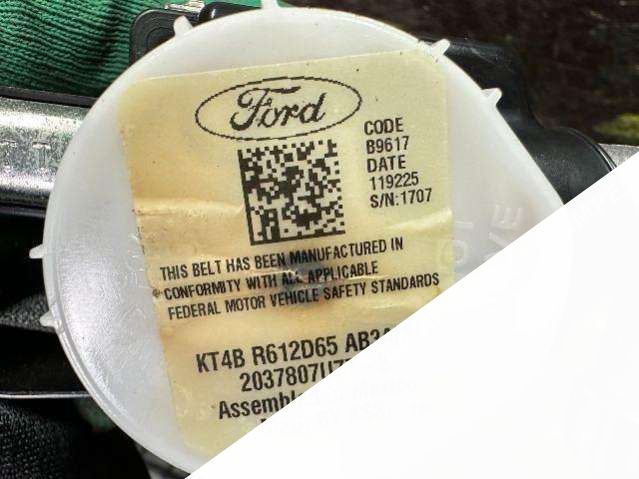 Ford
CODE
B9617
DATE
119225
S/N:1707
THIS BELT HAS BEEN MANUFACTURED IN
CONFORMITY WITH ALL APPLICABLE
FEDERAL MOTOR VEHICLE SAFETY STANDARDS
KT4B R612D65